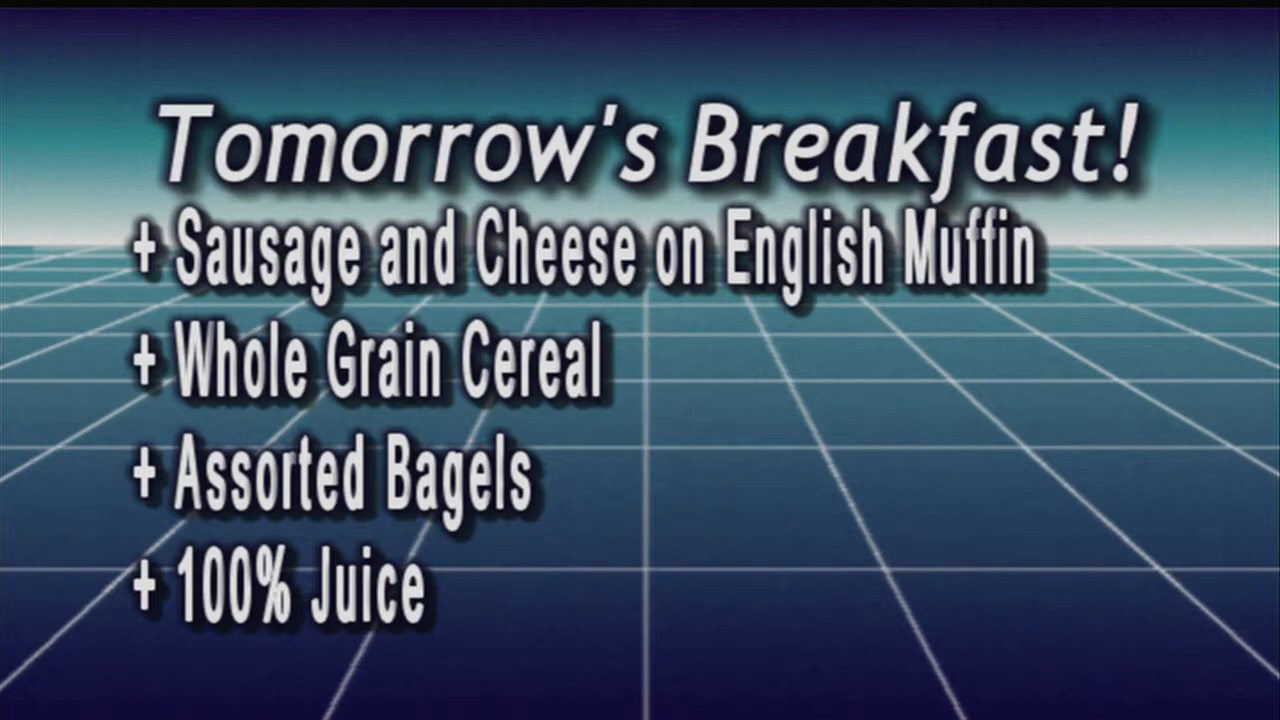 Tomorrow's Breakfast!
+ Sausage and Cheese on English Muffin
+ Whole Grain Cereal
+ Assorted Bagels
+ 100% Juice